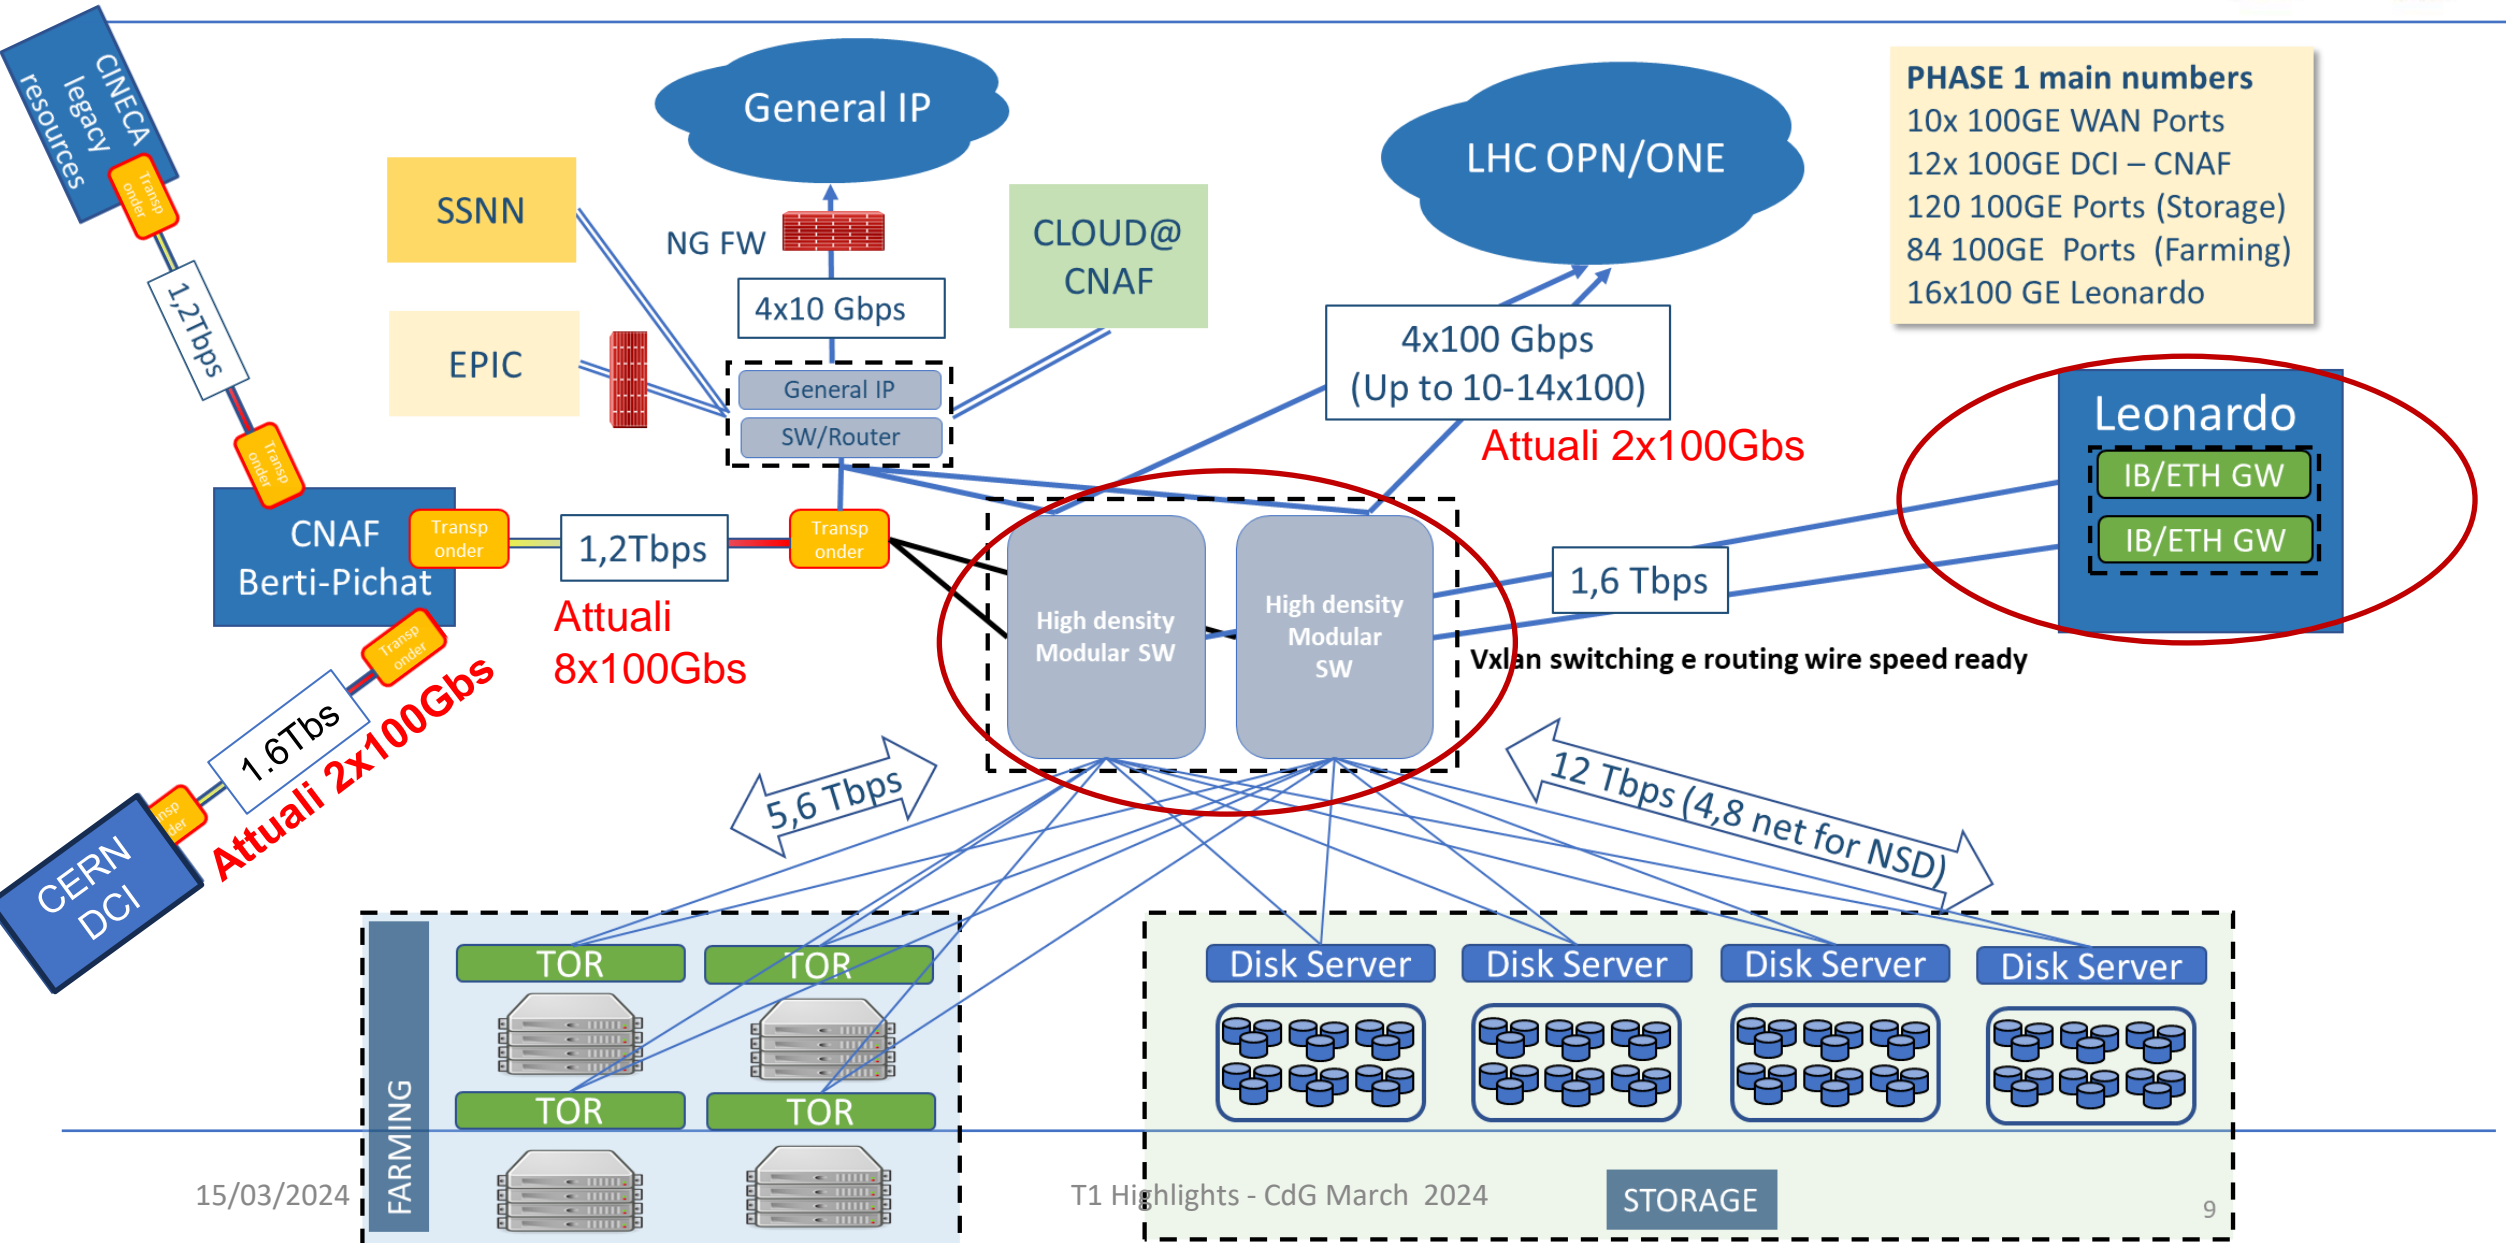 CINECA
legacy
resources
Transp
onder
1,2Tbps
Transp
onder
General IP
LHC OPN/ONE
PHASE 1 main numbers
10x 100GE WAN Ports
12x 100GE DCI – CNAF
120 100GE Ports (Storage)
84 100GE Ports (Farming)
16x100 GE Leonardo
SSNN
NG FW
CLOUD@
CNAF
4x10 Gbps
EPIC
General IP
SW/Router
4x100 Gbps
(Up to 10-14x100)
Attuali 2x100Gbs
Leonardo
IB/ETH GW
IB/ETH GW
CNAF
Berti-Pichat
Transp
onder
1,2Tbps
Transp
onder
Attuali
8x100Gbs
Transp
onder
1.6Tbs
Attuali 2x100Gbs
nsp
der
CERN
DCI
High density
Modular SW
High density
Modular
SW
1,6 Tbps
Vxlan switching e routing wire speed ready
5,6 Tbps
12 Tbps (4,8 net for NSD)
FARMING
TOR
TOR
TOR
TOR
Disk Server
Disk Server
Disk Server
Disk Server
STORAGE
15/03/2024
T1 Highlights - CdG March 2024
9